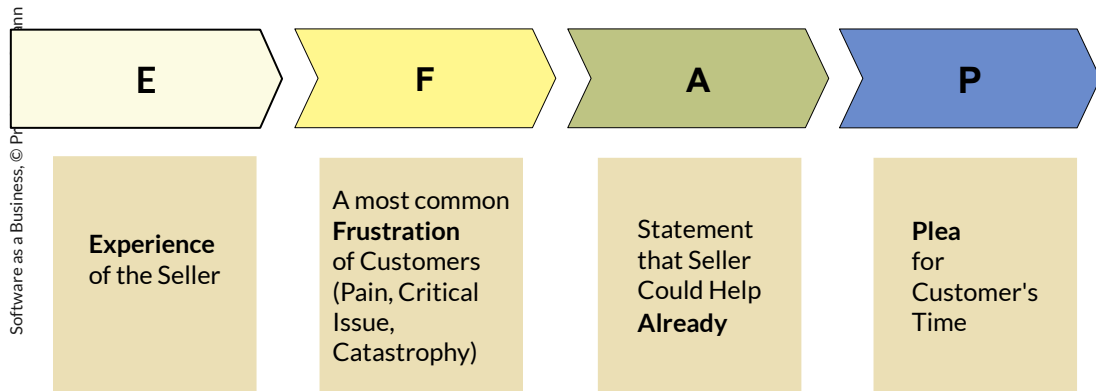 E
F
A
P
Experience
of the Seller
A most common
Frustration
of Customers
(Pain, Critical
Issue,
Catastrophy)
Statement
that Seller
Could Help
Already
Plea
for
Customer's
Time
Software as a Business, ©